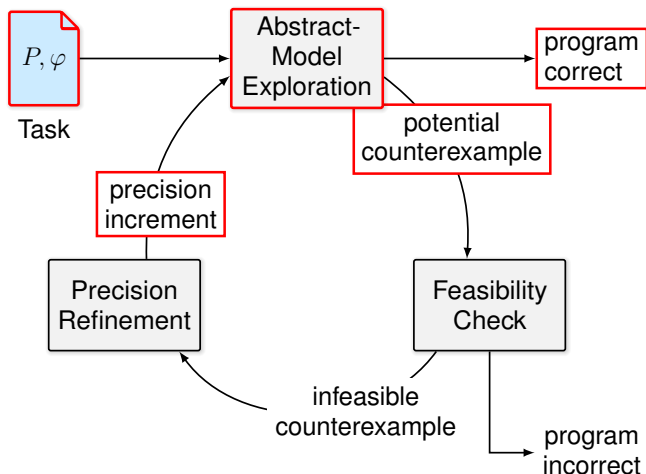 P, φ
Task
Abstract-
Model
Exploration
program
correct
potential
counterexample
precision
increment
Precision
Refinement
Feasibility
Check
infeasible
counterexample
program
incorrect